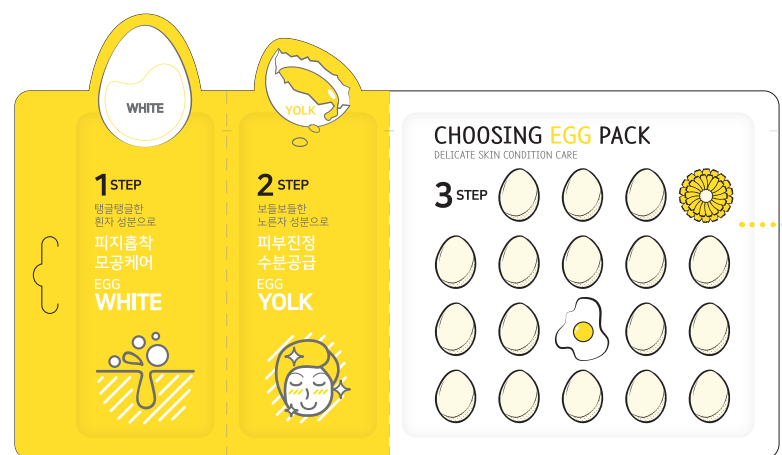 WHITE
1 STEP
탱글탱글한
흰자 성분으로
피지흡착
모공케어
EGG
WHITE
YOLK
2 STEP
보들보들한
노른자 성분으로
피부진정
수분공급
EGG
YOLK
CHOOSING EGG PACK
DELICATE SKIN CONDITION CARE
3 STEP